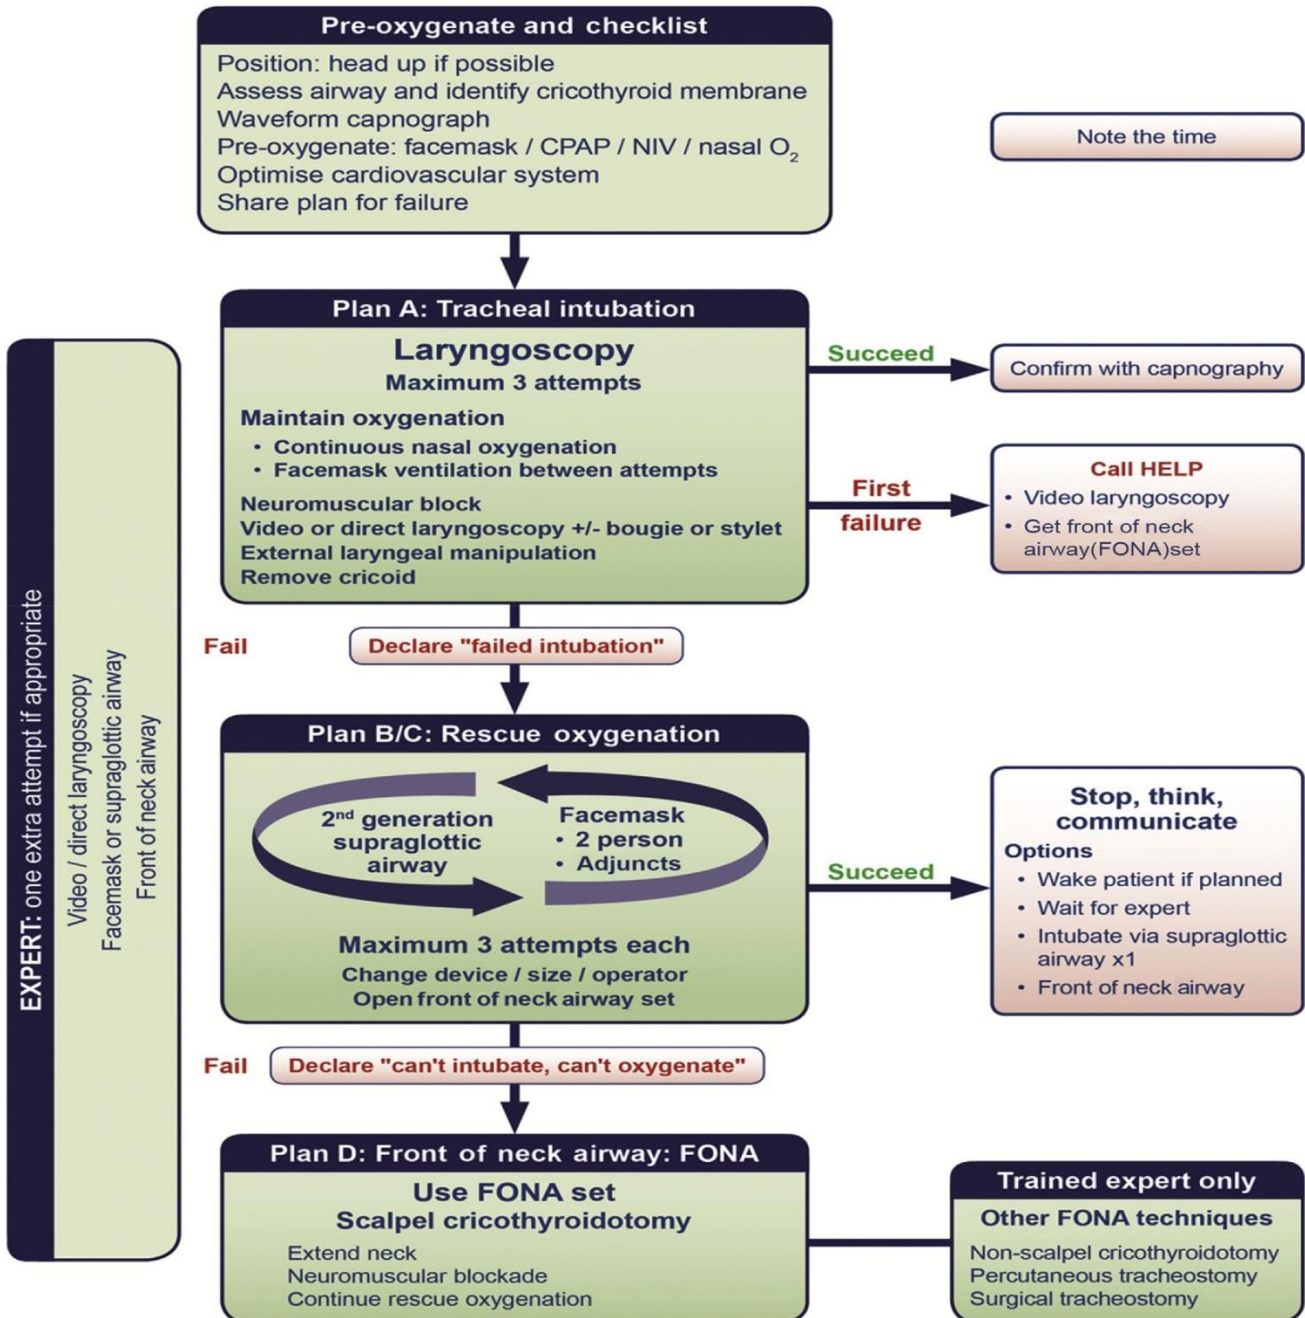 Pre-oxygenate and checklist
Position: head up if possible
Assess airway and identify cricothyroid membrane
Waveform capnograph
Pre-oxygenate: facemask / CPAP / NIV / nasal O₂
Optimise cardiovascular system
Share plan for failure
Note the time
Plan A: Tracheal intubation
Laryngoscopy
Maximum 3 attempts
Maintain oxygenation
• Continuous nasal oxygenation
• Facemask ventilation between attempts
Neuromuscular block
Video or direct laryngoscopy +/- bougie or stylet
External laryngeal manipulation
Remove cricoid
Succeed
Confirm with capnography
First
failure
Call HELP
• Video laryngoscopy
• Get front of neck
airway(FONA)set
Fail
Declare "failed intubation"
Plan B/C: Rescue oxygenation
2nd generation
supraglottic
airway
Facemask
• 2 person
• Adjuncts
Maximum 3 attempts each
Change device / size / operator
Open front of neck airway set
Succeed
Stop, think,
communicate
Options
• Wake patient if planned
• Wait for expert
• Intubate via supraglottic
airway x1
• Front of neck airway
Fail
Declare "can't intubate, can't oxygenate"
Plan D: Front of neck airway: FONA
Use FONA set
Scalpel cricothyroidotomy
Extend neck
Neuromuscular blockade
Continue rescue oxygenation
Trained expert only
Other FONA techniques
Non-scalpel cricothyroidotomy
Percutaneous tracheostomy
Surgical tracheostomy
EXPERT: one extra attempt if appropriate
Video / direct laryngoscopy
Facemask or supraglottic airway
Front of neck airway